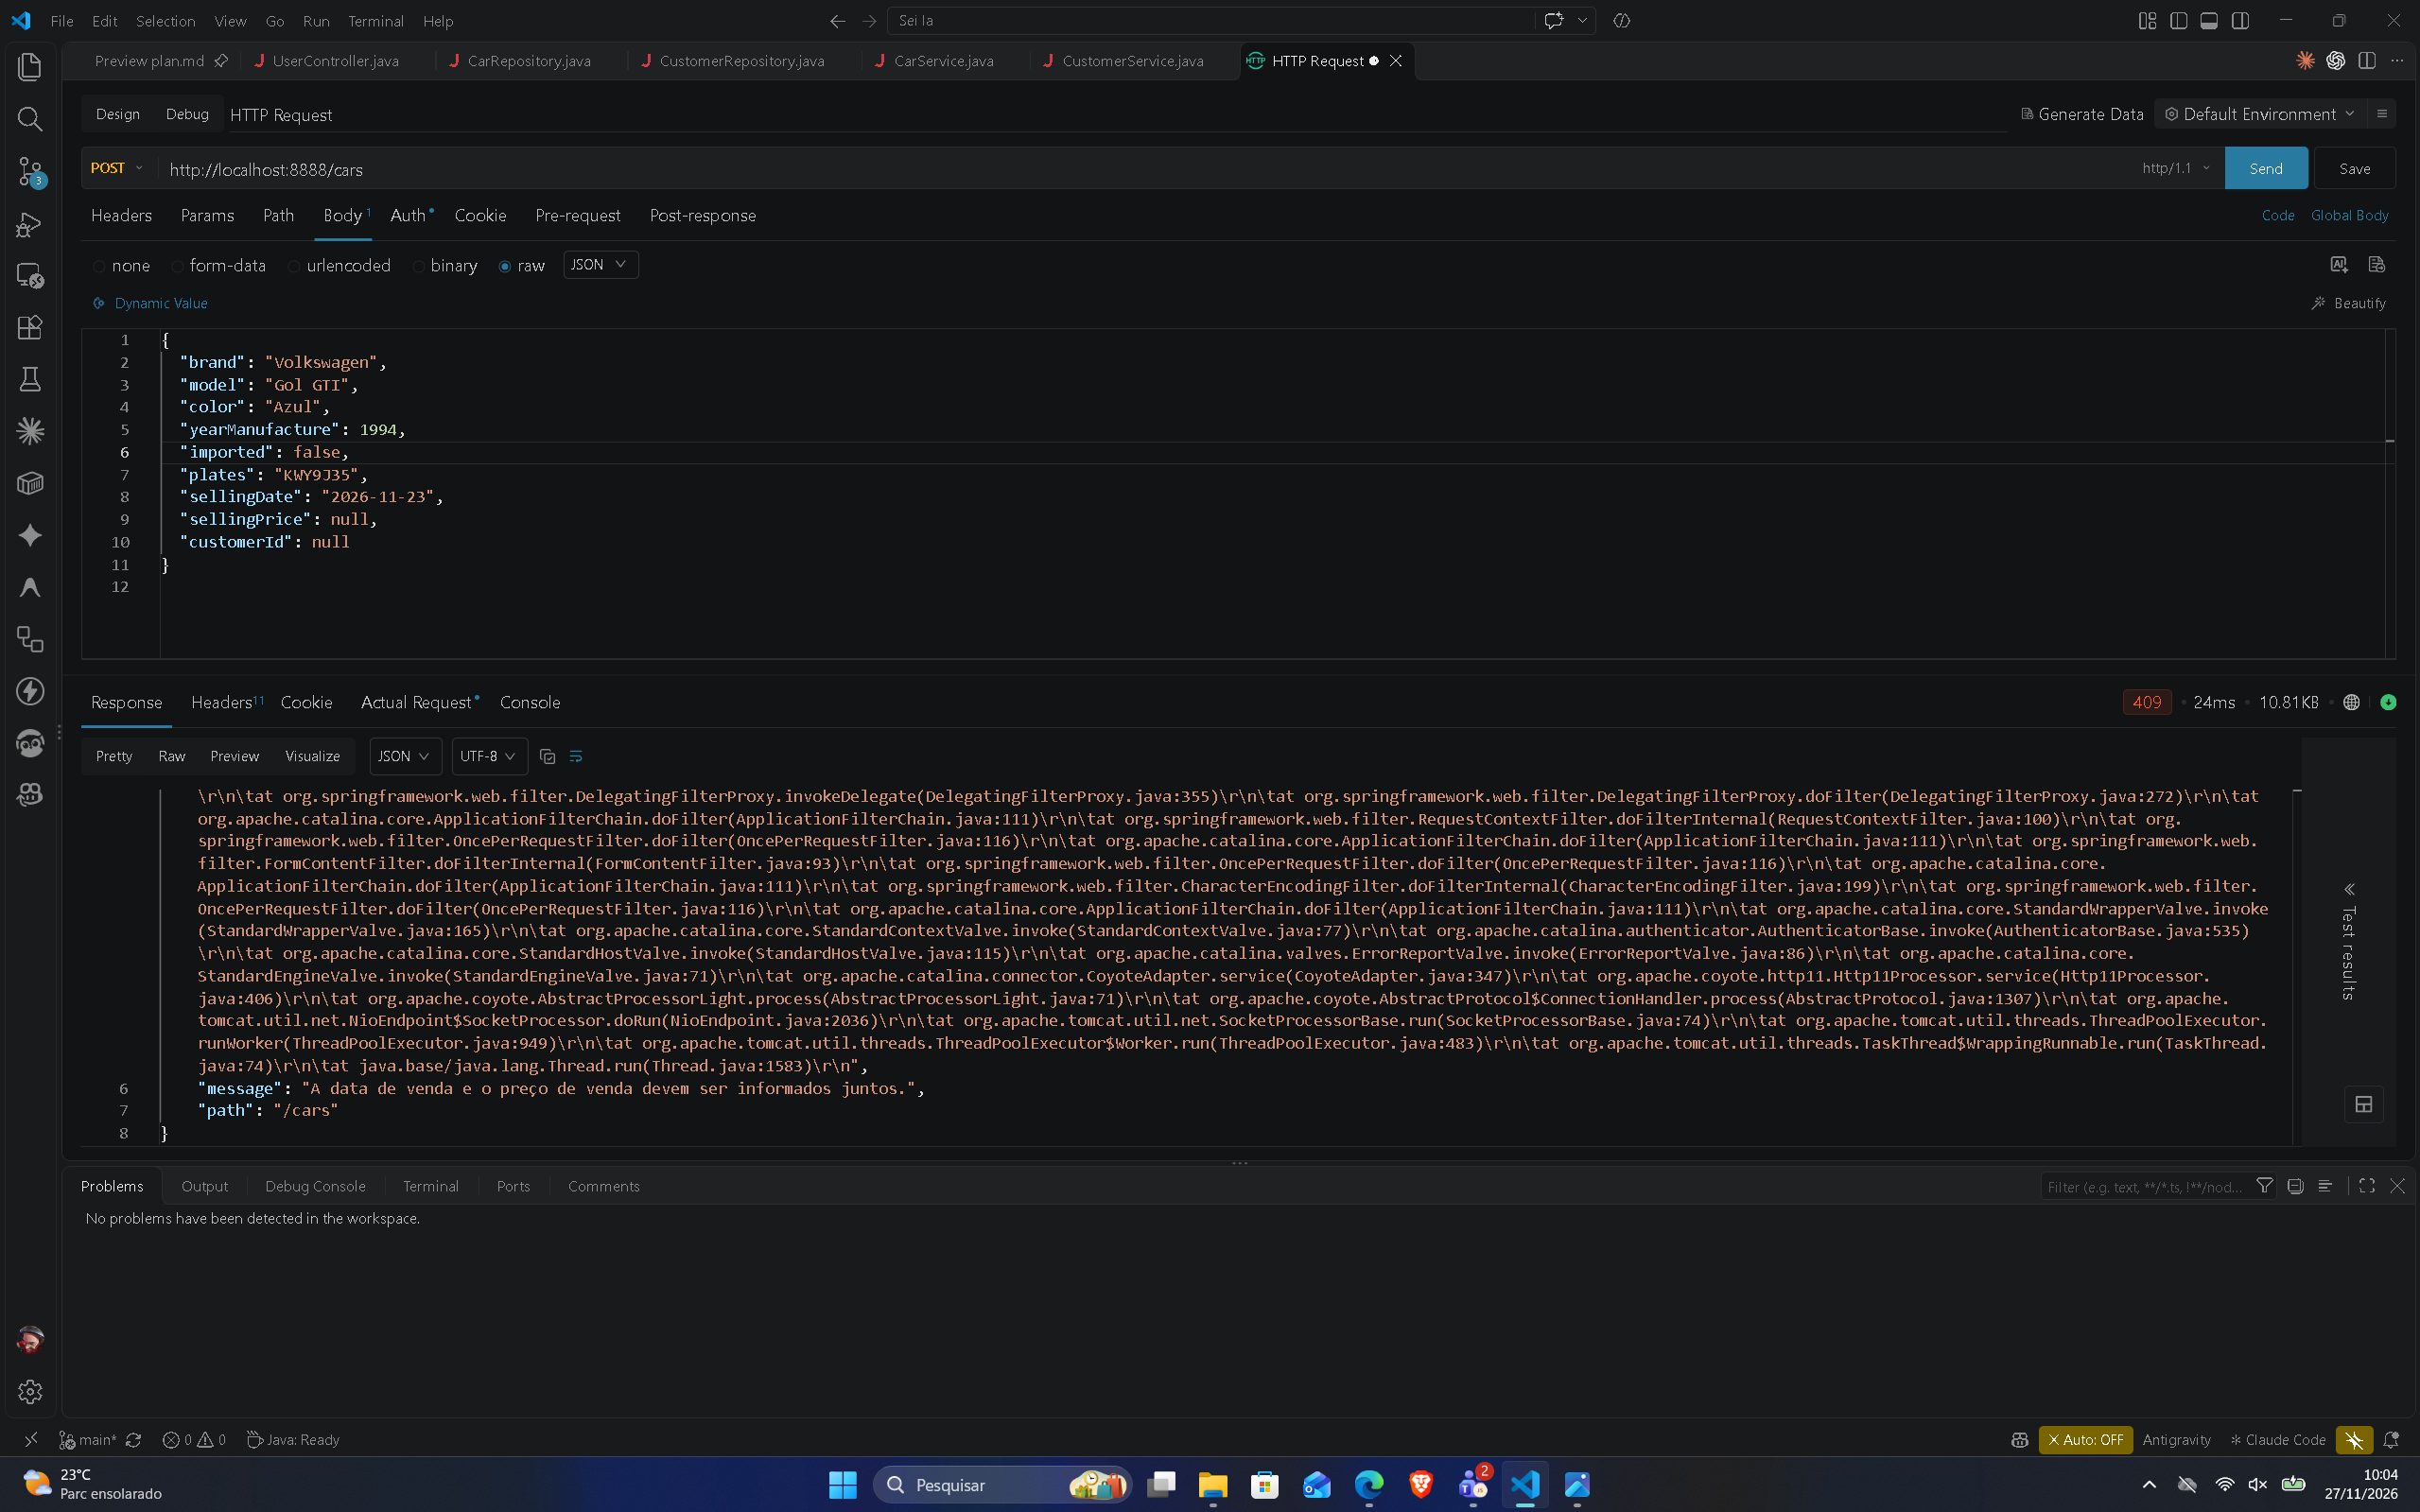 File Edit Selection View Go Run Terminal Help
Sei la
Preview plan.md
UserController.java
CarRepository.java
CustomerRepository.java
CarService.java
CustomerService.java
HTTP HTTP Request
Design Debug HTTP Request
Generate Data Default Environment
POST http://localhost:8888/cars http/1.1 Send Save
Headers Params Path Body 1 Auth Cookie Pre-request Post-response Code Global Body
none form-data urlencoded binary raw JSON
AI
Dynamic Value Beautify
1 {
2 "brand": "Volkswagen",
3 "model": "Gol GTI",
4 "color": "Azul",
5 "yearManufacture": 1994,
6 "imported": false,
7 "plates": "KWY9J35",
8 "sellingDate": "2026-11-23",
9 "sellingPrice": null,
10 "customerId": null
11 }
12
Response Headers 11 Cookie Actual Request Console 409 24ms 10.81KB
Pretty Raw Preview Visualize JSON UTF-8
\r\n\tat org.springframework.web.filter.DelegatingFilterProxy.invokeDelegate(DelegatingFilterProxy.java:355)\r\n\tat org.springframework.web.filter.DelegatingFilterProxy.doFilter(DelegatingFilterProxy.java:272)\r\n\tat
org.apache.catalina.core.ApplicationFilterChain.doFilter(ApplicationFilterChain.java:111)\r\n\tat org.springframework.web.filter.RequestContextFilter.doFilterInternal(RequestContextFilter.java:100)\r\n\tat org.
springframework.web.filter.OncePerRequestFilter.doFilter(OncePerRequestFilter.java:116)\r\n\tat org.apache.catalina.core.ApplicationFilterChain.doFilter(ApplicationFilterChain.java:111)\r\n\tat org.springframework.web.
filter.FormContentFilter.doFilterInternal(FormContentFilter.java:93)\r\n\tat org.springframework.web.filter.OncePerRequestFilter.doFilter(OncePerRequestFilter.java:116)\r\n\tat org.apache.catalina.core.
ApplicationFilterChain.doFilter(ApplicationFilterChain.java:111)\r\n\tat org.springframework.web.filter.CharacterEncodingFilter.doFilterInternal(CharacterEncodingFilter.java:199)\r\n\tat org.springframework.web.filter.
OncePerRequestFilter.doFilter(OncePerRequestFilter.java:116)\r\n\tat org.apache.catalina.core.ApplicationFilterChain.doFilter(ApplicationFilterChain.java:111)\r\n\tat org.apache.catalina.core.StandardWrapperValve.invoke
(StandardWrapperValve.java:165)\r\n\tat org.apache.catalina.core.StandardContextValve.invoke(StandardContextValve.java:77)\r\n\tat org.apache.catalina.authenticator.AuthenticatorBase.invoke(AuthenticatorBase.java:535)
\r\n\tat org.apache.catalina.core.StandardHostValve.invoke(StandardHostValve.java:115)\r\n\tat org.apache.catalina.valves.ErrorReportValve.invoke(ErrorReportValve.java:86)\r\n\tat org.apache.catalina.core.
StandardEngineValve.invoke(StandardEngineValve.java:71)\r\n\tat org.apache.catalina.connector.CoyoteAdapter.service(CoyoteAdapter.java:347)\r\n\tat org.apache.coyote.http11.Http11Processor.service(Http11Processor.
java:406)\r\n\tat org.apache.coyote.AbstractProcessorLight.process(AbstractProcessorLight.java:71)\r\n\tat org.apache.coyote.AbstractProtocol$ConnectionHandler.process(AbstractProtocol.java:1307)\r\n\tat org.apache.
tomcat.util.net.NioEndpoint$SocketProcessor.doRun(NioEndpoint.java:2036)\r\n\tat org.apache.tomcat.util.net.SocketProcessorBase.run(SocketProcessorBase.java:74)\r\n\tat org.apache.tomcat.util.threads.ThreadPoolExecutor.
runWorker(ThreadPoolExecutor.java:949)\r\n\tat org.apache.tomcat.util.threads.ThreadPoolExecutor$Worker.run(ThreadPoolExecutor.java:483)\r\n\tat org.apache.tomcat.util.threads.TaskThread$WrappingRunnable.run(TaskThread.
java:74)\r\n\tat java.base/java.lang.Thread.run(Thread.java:1583)\r\n",
6 "message": "A data de venda e o preço de venda devem ser informados juntos.",
7 "path": "/cars"
8 }
Test results
3
Problems Output Debug Console Terminal Ports Comments
Filter (e.g. text, **/*.ts, !**/nod...
No problems have been detected in the workspace.
main* 0 0 Java: Ready
Auto: OFF Antigravity Claude Code
23°C
Parc ensolarado
Pesquisar
2
10:04
27/11/2026